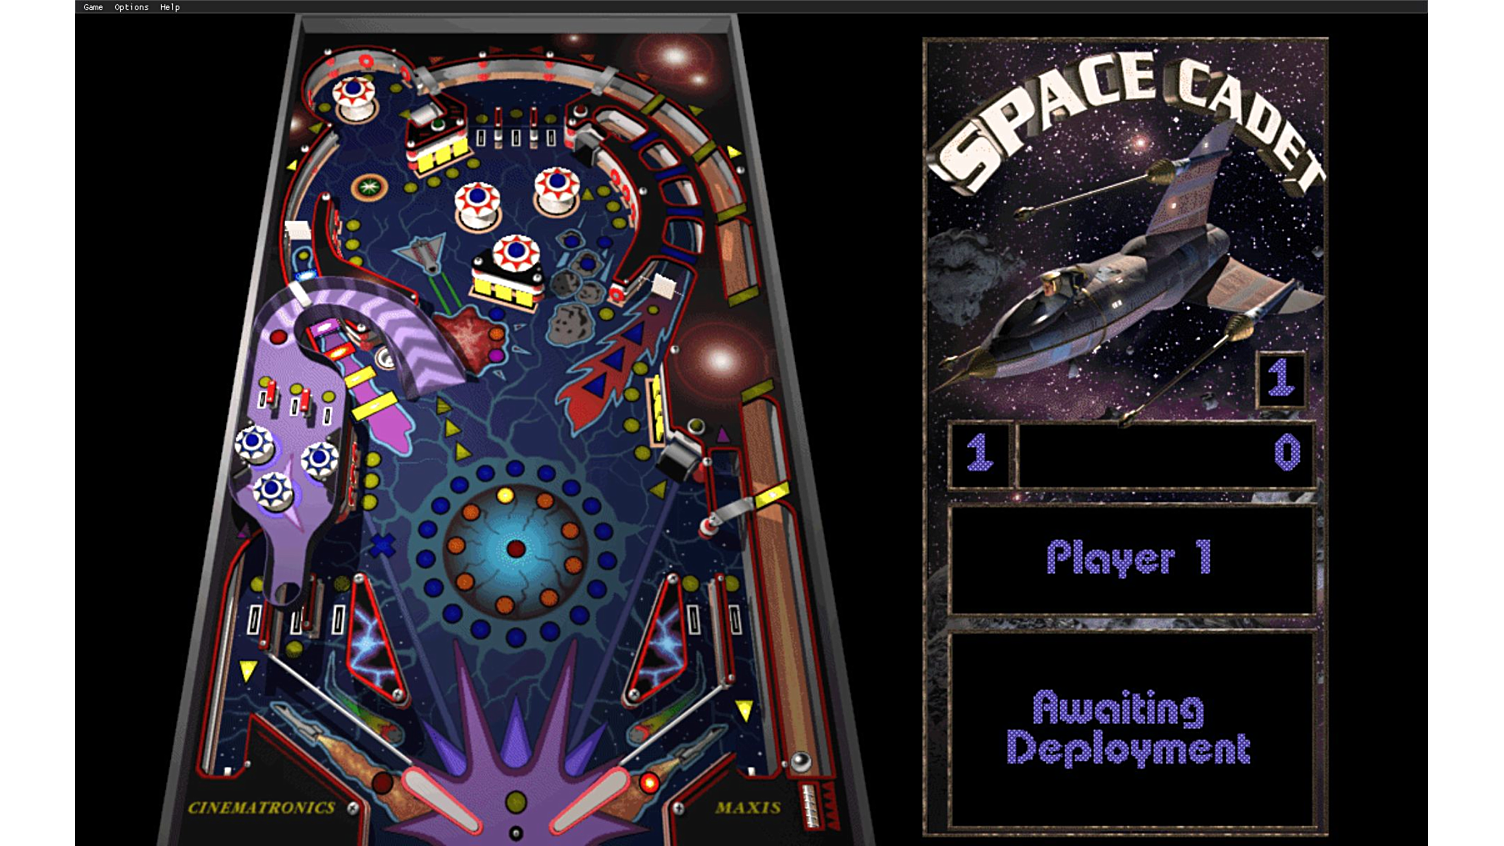 Game Options Help
SPACE CADET
1
1 0
Player 1
Awaiting
Deployment
CINEMATRONICS
MAXIS